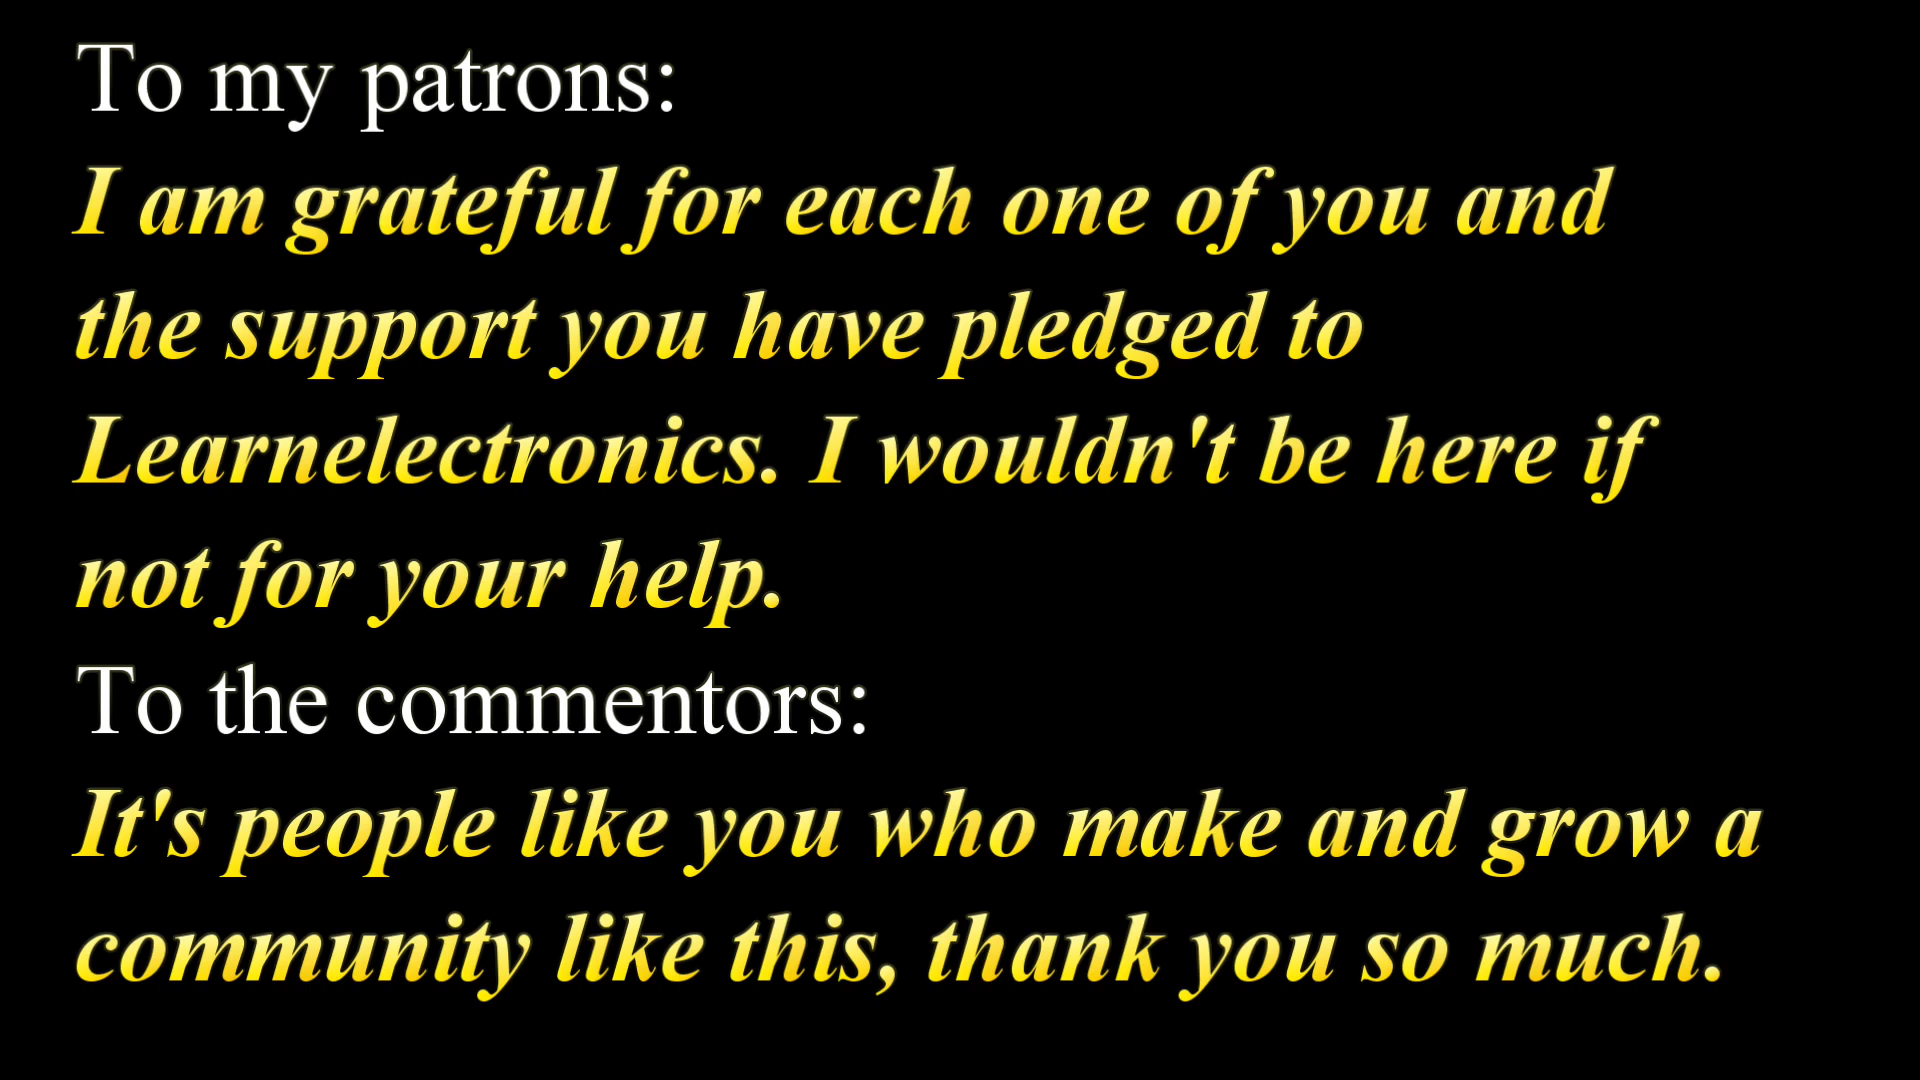 To my patrons:
I am grateful for each one of you and
the support you have pledged to
Learnelectronics. I wouldn't be here if
not for your help.
To the commentors:
It's people like you who make and grow a
community like this, thank you so much.